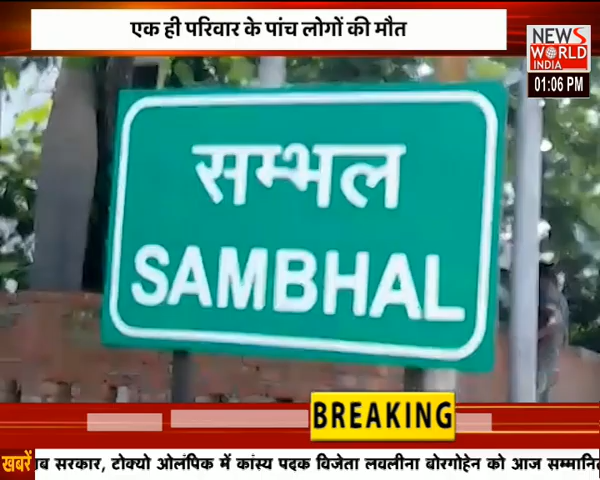 एक ही परिवार के पांच लोगों की मौत
NEWS
WORLD
INDIA
01:06 PM
सम्भल
SAMBHAL
BREAKING
खबरें
सरकार, टोक्यो ओलंपिक में कांस्य पदक विजेता लवलीना बोरगोहेन को आज सम्मानित